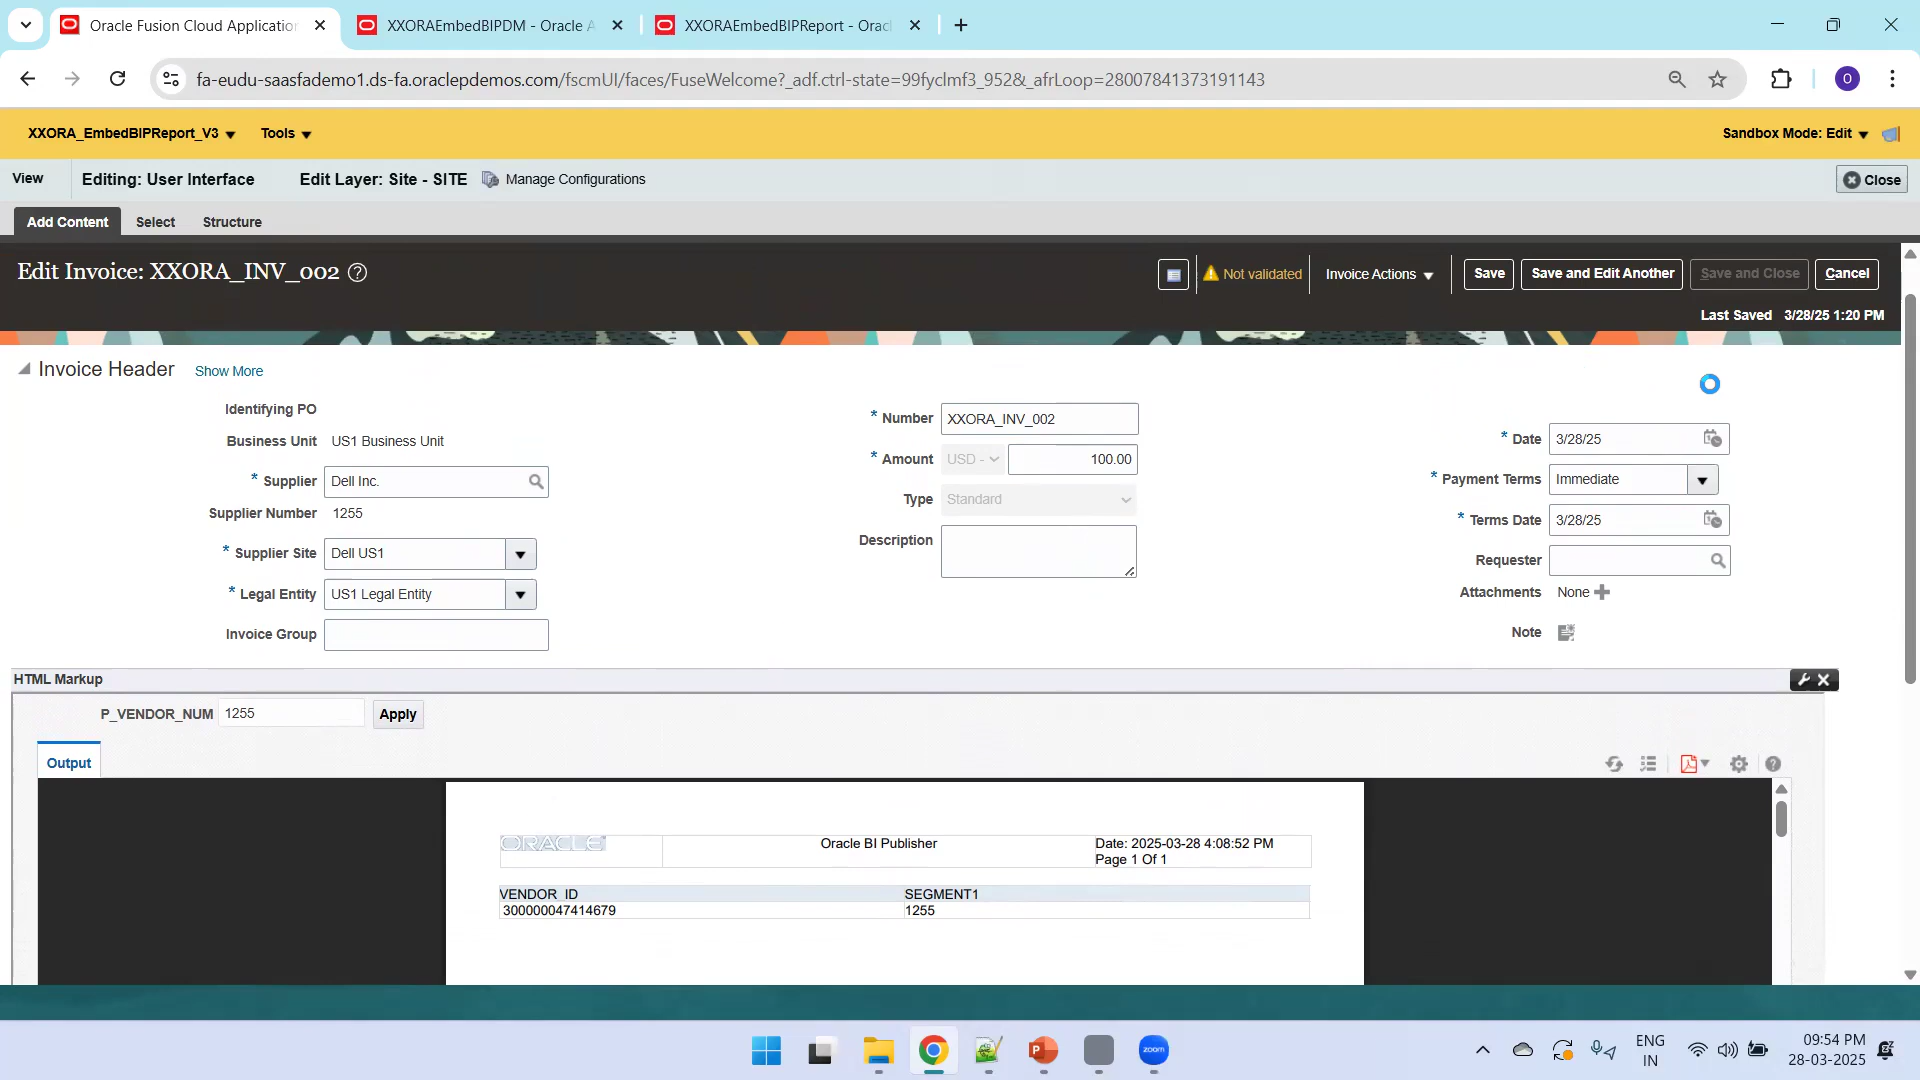 Oracle Fusion Cloud Application
XXORAEmbedBIPDM - Oracle A
XXORAEmbedBIPReport - Orac
fa-eudu-saasfademo1.ds-fa.oraclepdemos.com/fscmUI/faces/FuseWelcome?_adf.ctrl-state=99fyclmf3_952&_afrLoop=28007841373191143
O
XXORA_EmbedBIPReport_V3
Tools
Sandbox Mode: Edit
View
Editing: User Interface
Edit Layer: Site - SITE
Manage Configurations
Close
Add Content
Select
Structure
Edit Invoice: XXORA_INV_002
Not validated
Invoice Actions
Save
Save and Edit Another
Save and Close
Cancel
Last Saved 3/28/25 1:20 PM
Invoice Header
Show More
Identifying PO
Business Unit US1 Business Unit
* Supplier Dell Inc.
Supplier Number 1255
* Supplier Site Dell US1
* Legal Entity US1 Legal Entity
Invoice Group
* Number XXORA_INV_002
* Amount USD - 100.00
Type Standard
Description
* Date 3/28/25
* Payment Terms Immediate
* Terms Date 3/28/25
Requester
Attachments None
Note
HTML Markup
P_VENDOR_NUM 1255 Apply
Output
ORACLE
Oracle BI Publisher
Date: 2025-03-28 4:08:52 PM
Page 1 Of 1
VENDOR_ID SEGMENT1
300000047414679 1255
zoom
ENG
IN
09:54 PM
28-03-2025